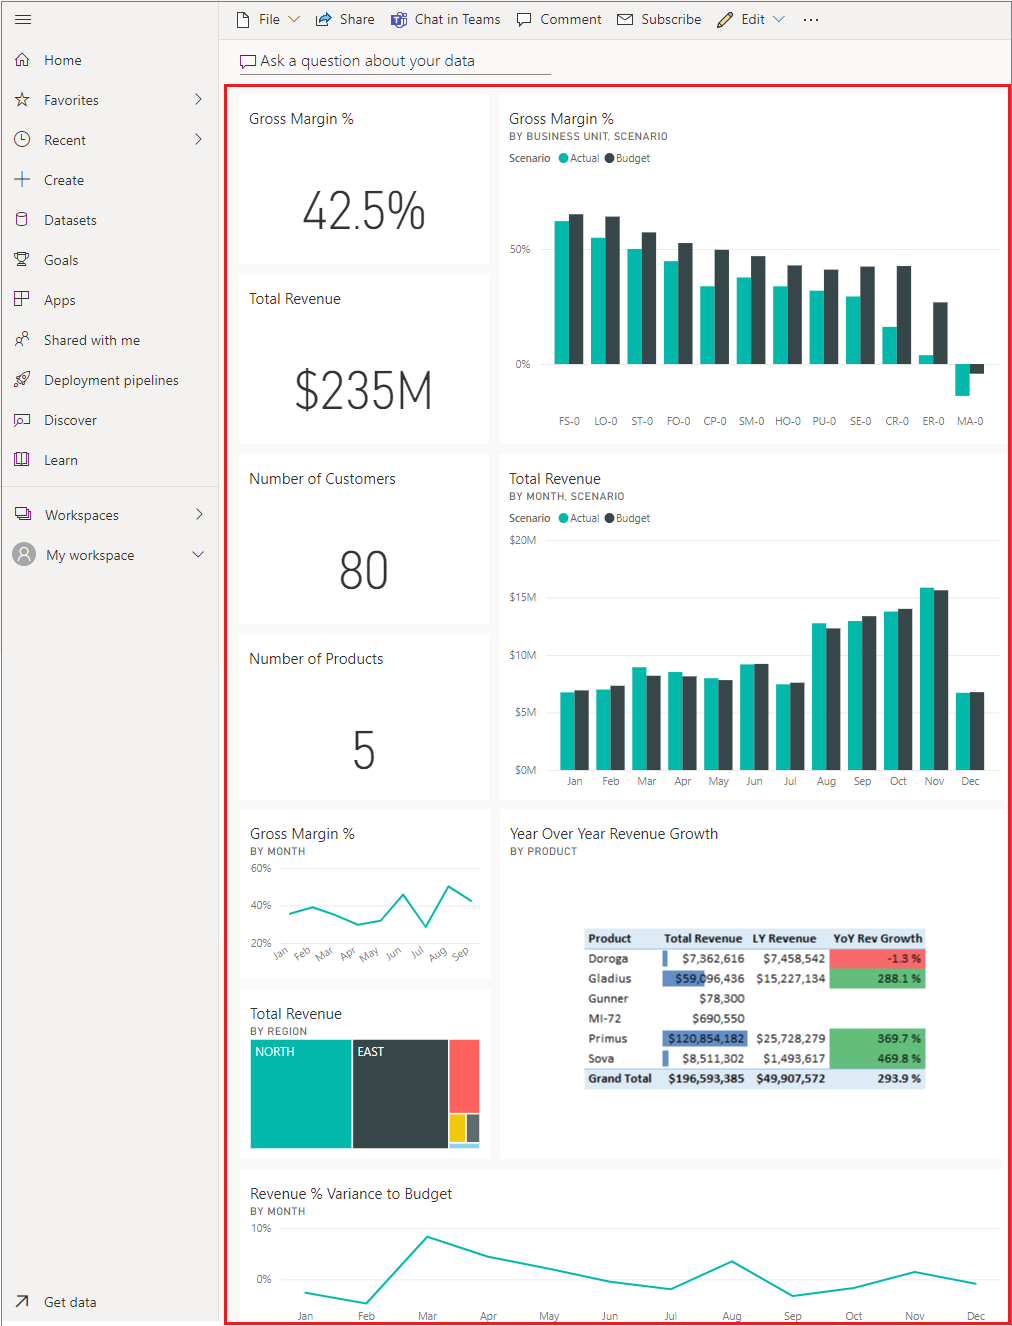 File
Share
Chat in Teams
Comment
Subscribe
Edit
Home
Favorites
Recent
Create
Datasets
Goals
Apps
Shared with me
Deployment pipelines
Discover
Learn
Workspaces
My workspace
Get data
Ask a question about your data
Gross Margin %
42.5%
Total Revenue
$235M
Number of Customers
80
Number of Products
5
Gross Margin %
BY BUSINESS UNIT, SCENARIO
Scenario Actual Budget
50%
0%
FS-0 LO-0 ST-0 FO-0 CP-0 SM-0 HO-0 PU-0 SE-0 CR-0 ER-0 MA-0
Total Revenue
BY MONTH, SCENARIO
Scenario Actual Budget
$20M
$15M
$10M
$5M
$0M
Jan Feb Mar Apr May Jun Jul Aug Sep Oct Nov Dec
Gross Margin %
BY MONTH
60%
40%
20%
Jan Feb Mar Apr May Jun Jul Aug Sep
Year Over Year Revenue Growth
BY PRODUCT
Product Total Revenue LY Revenue YoY Rev Growth
Doroga $7,362,616 $7,458,542 -1.3 %
Gladius $59,096,436 $15,227,134 288.1 %
Gunner $78,300
MI-72 $690,550
Primus $120,854,182 $25,728,279 369.7 %
Sova $8,511,302 $1,493,617 469.8 %
Grand Total $196,593,385 $49,907,572 293.9 %
Total Revenue
BY REGION
NORTH EAST
Revenue % Variance to Budget
BY MONTH
10%
0%
Jan Feb Mar Apr May Jun Jul Aug Sep Oct Nov Dec